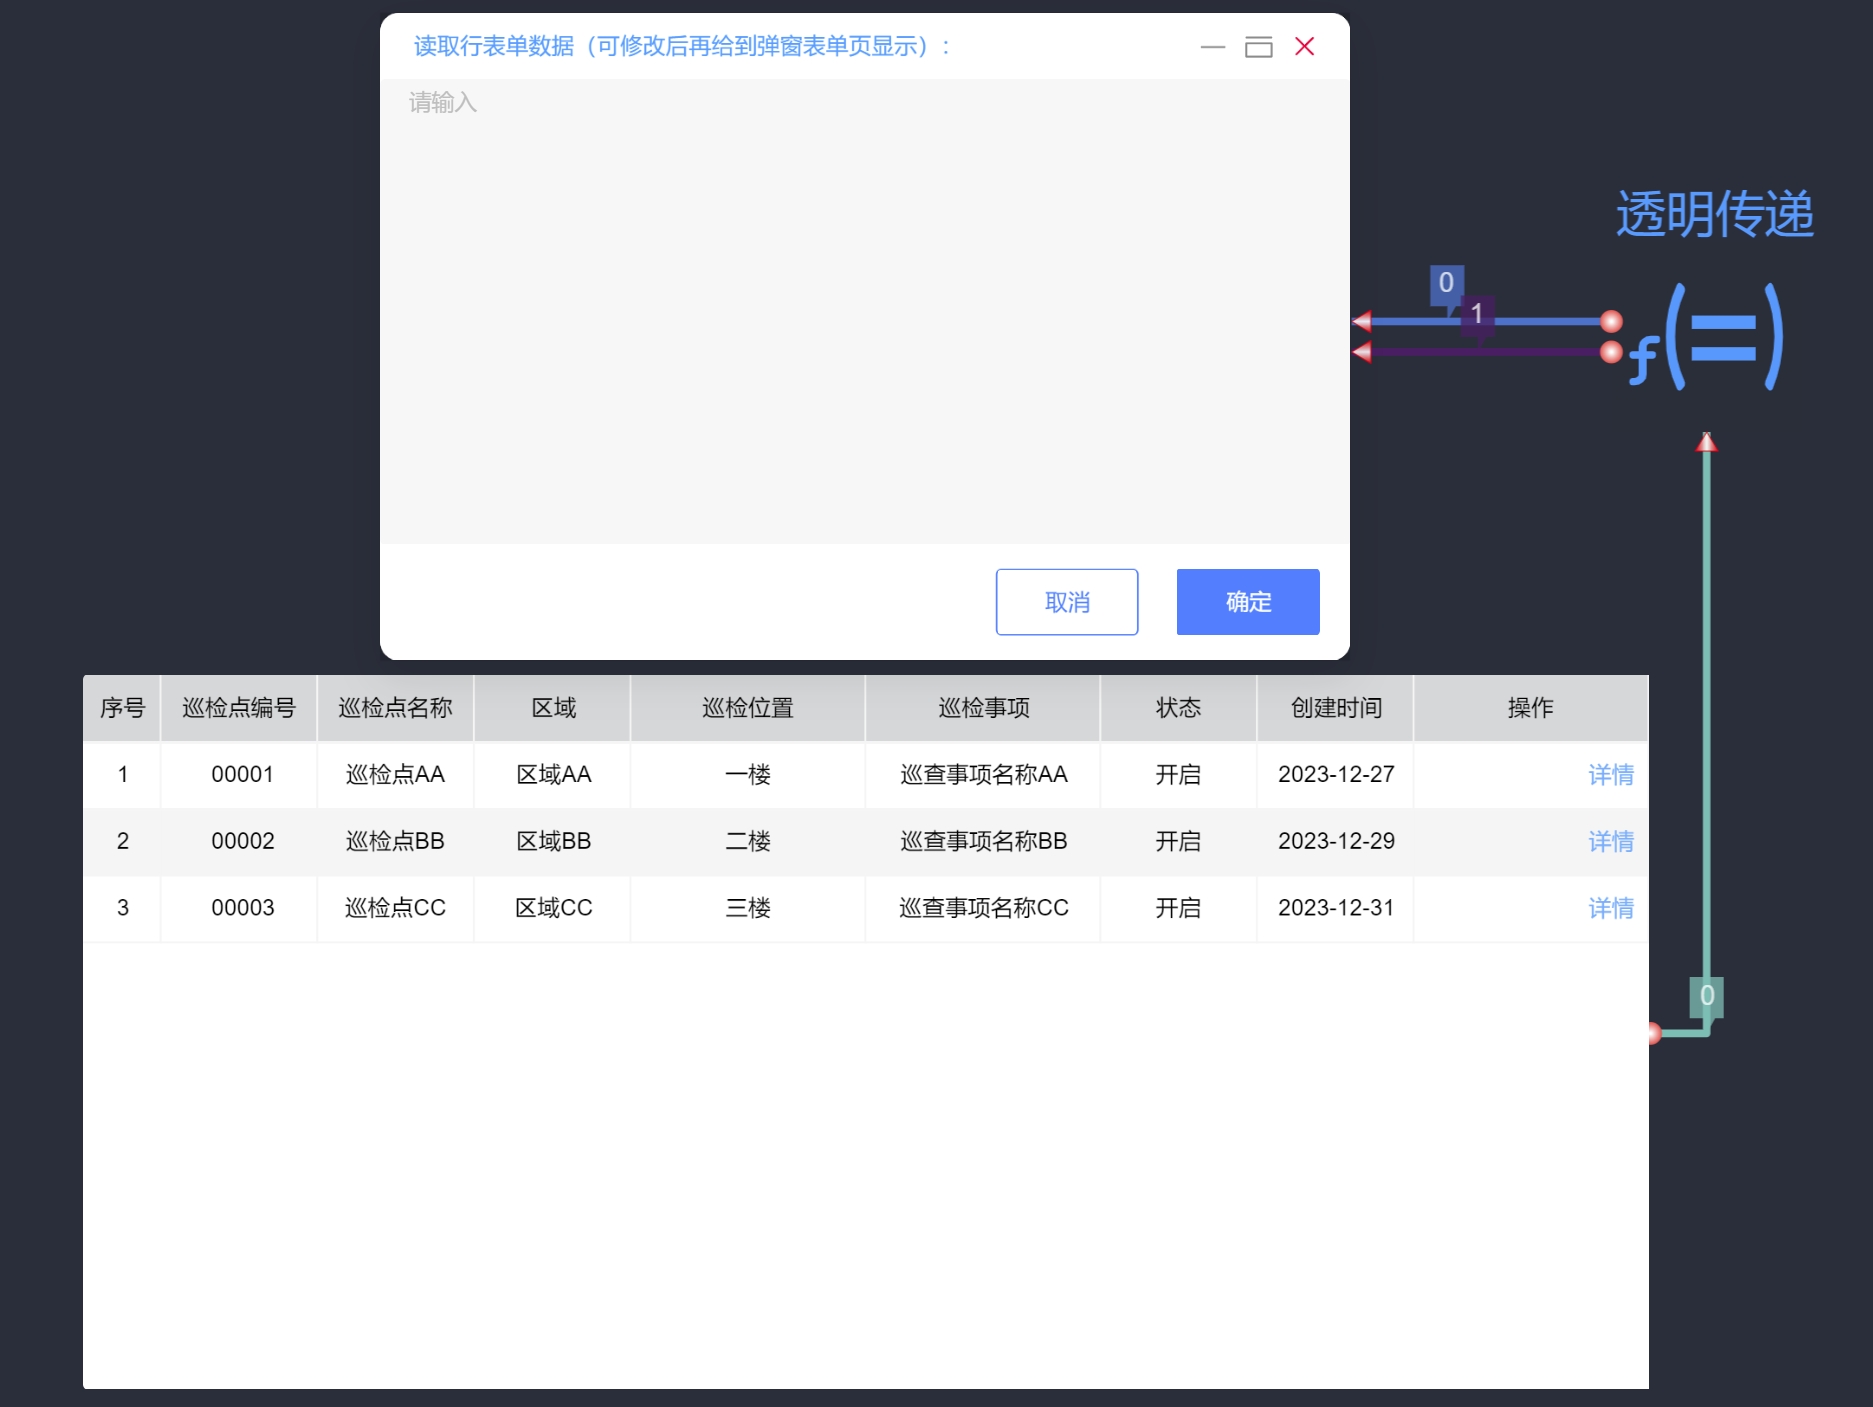 读取行表单数据（可修改后再给到弹窗表单页显示）：
请输入
透明传递
0
1
f(=)
取消 确定
序号 巡检点编号 巡检点名称 区域 巡检位置 巡检事项 状态 创建时间 操作
1 00001 巡检点AA 区域AA 一楼 巡查事项名称AA 开启 2023-12-27 详情
2 00002 巡检点BB 区域BB 二楼 巡查事项名称BB 开启 2023-12-29 详情
3 00003 巡检点CC 区域CC 三楼 巡查事项名称CC 开启 2023-12-31 详情
0